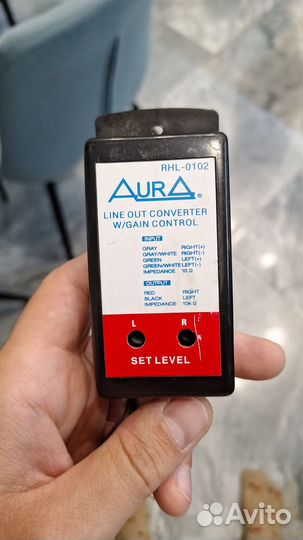 RHL-0102
AURA®
LINE OUT CONVERTER
W/GAIN CONTROL
INPUT
GRAY RIGHT(+)
GRAY/WHITE RIGHT(-)
GREEN LEFT(+)
GREEN/WHITE LEFT(-)
IMPEDANCE 10 Ω
OUTPUT
RED RIGHT
BLACK LEFT
IMPEDANCE 10k Ω
L R
SET LEVEL
Avito